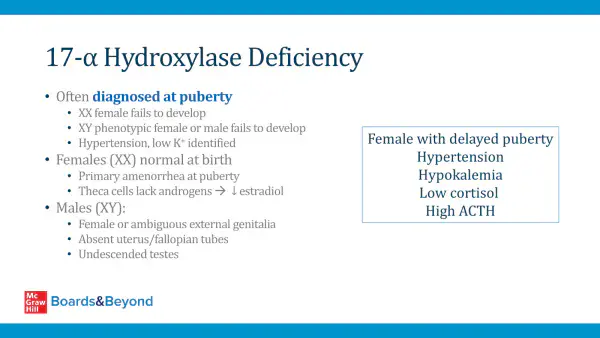 17-α Hydroxylase Deficiency
• Often diagnosed at puberty
• XX female fails to develop
• XY phenotypic female or male fails to develop
• Hypertension, low K⁺ identified
• Females (XX) normal at birth
• Primary amenorrhea at puberty
• Theca cells lack androgens → ↓estradiol
• Males (XY):
• Female or ambiguous external genitalia
• Absent uterus/fallopian tubes
• Undescended testes
Female with delayed puberty
Hypertension
Hypokalemia
Low cortisol
High ACTH
Mc
Graw
Hill
Boards&Beyond